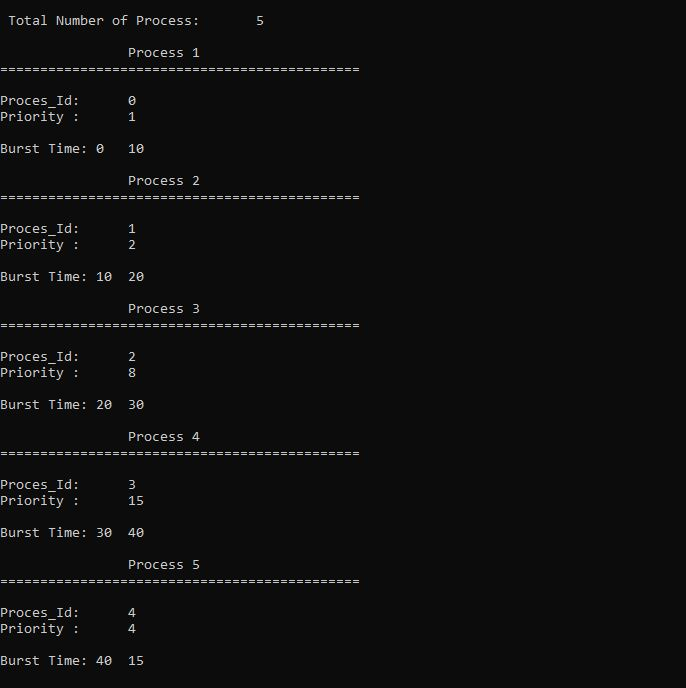 Total Number of Process: 5
Process 1
=============================================
Proces_Id: 0
Priority : 1
Burst Time: 0 10
Process 2
=============================================
Proces_Id: 1
Priority : 2
Burst Time: 10 20
Process 3
=============================================
Proces_Id: 2
Priority : 8
Burst Time: 20 30
Process 4
=============================================
Proces_Id: 3
Priority : 15
Burst Time: 30 40
Process 5
=============================================
Proces_Id: 4
Priority : 4
Burst Time: 40 15